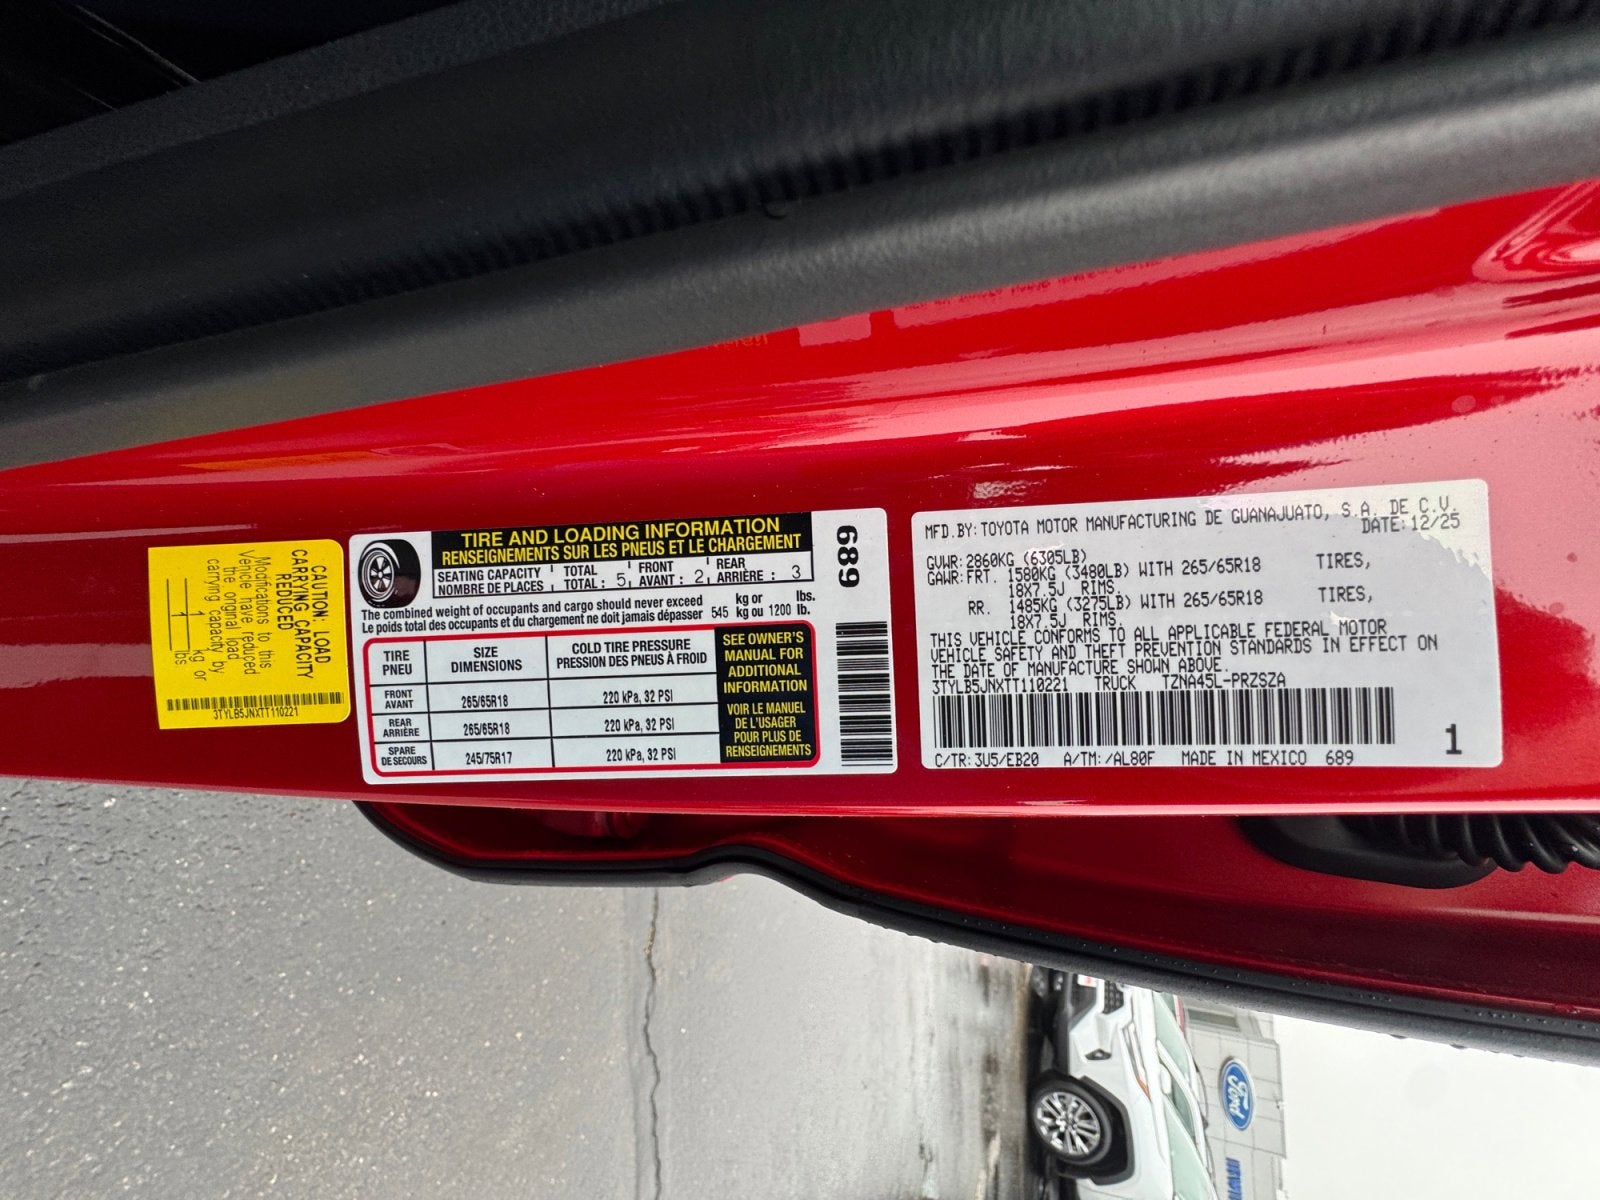 CAUTION: LOAD
CARRYING CAPACITY
REDUCED
Modifications to this
Vehicle have reduced
the original load
carrying capacity by
kg or
lbs
3TYLB5JNXTT110221
TIRE AND LOADING INFORMATION
RENSEIGNEMENTS SUR LES PNEUS ET LE CHARGEMENT
SEATING CAPACITY TOTAL FRONT REAR
NOMBRE DE PLACES TOTAL : 5 AVANT : 2 ARRIÈRE : 3
The combined weight of occupants and cargo should never exceed kg or lbs.
Le poids total des occupants et du chargement ne doit jamais dépasser 545 kg ou 1200 lb.
TIRE SIZE COLD TIRE PRESSURE
PNEU DIMENSIONS PRESSION DES PNEUS À FROID
FRONT
AVANT 265/65R18 220 kPa, 32 PSI
REAR
ARRIÈRE 265/65R18 220 kPa, 32 PSI
SPARE
DE SECOURS 245/75R17 220 kPa, 32 PSI
SEE OWNER'S
MANUAL FOR
ADDITIONAL
INFORMATION
VOIR LE MANUEL
DE L'USAGER
POUR PLUS DE
RENSEIGNEMENTS
689
MFD.BY:TOYOTA MOTOR MANUFACTURING DE GUANAJUATO, S.A. DE C.V.
DATE:12/25
GVWR:2860KG (6305LB)
GAWR:FRT. 1580KG (3480LB) WITH 265/65R18 TIRES,
18X7.5J RIMS.
RR. 1485KG (3275LB) WITH 265/65R18 TIRES,
18X7.5J RIMS.
THIS VEHICLE CONFORMS TO ALL APPLICABLE FEDERAL MOTOR
VEHICLE SAFETY AND THEFT PREVENTION STANDARDS IN EFFECT ON
THE DATE OF MANUFACTURE SHOWN ABOVE.
3TYLB5JNXTT110221 TRUCK TZNA45L-PRZSZA
C/TR:3U5/EB20 A/TM:/AL80F MADE IN MEXICO 689
1
Ford